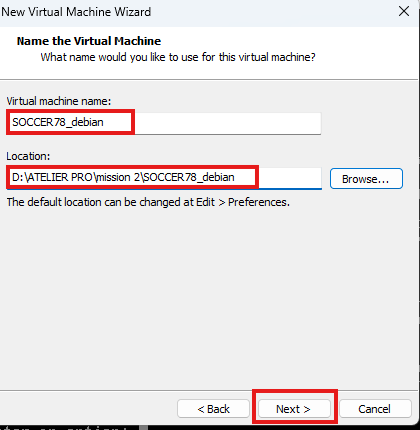 New Virtual Machine Wizard
Name the Virtual Machine
What name would you like to use for this virtual machine?
Virtual machine name:
SOCCER78_debian
Location:
D:\ATELIER PRO\mission 2\SOCCER78_debian
Browse...
The default location can be changed at Edit > Preferences.
< Back Next > Cancel